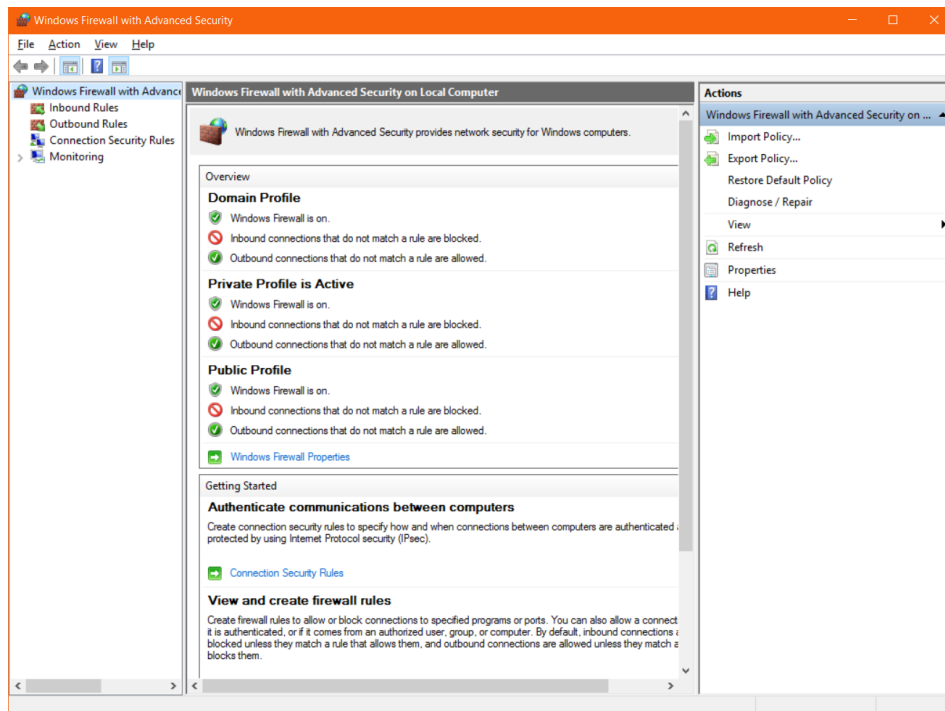 Windows Firewall with Advanced Security
File Action View Help
Windows Firewall with Advance
Inbound Rules
Outbound Rules
Connection Security Rules
Monitoring
Windows Firewall with Advanced Security on Local Computer
Windows Firewall with Advanced Security provides network security for Windows computers.
Overview
Domain Profile
Windows Firewall is on.
Inbound connections that do not match a rule are blocked.
Outbound connections that do not match a rule are allowed.
Private Profile is Active
Windows Firewall is on.
Inbound connections that do not match a rule are blocked.
Outbound connections that do not match a rule are allowed.
Public Profile
Windows Firewall is on.
Inbound connections that do not match a rule are blocked.
Outbound connections that do not match a rule are allowed.
Windows Firewall Properties
Getting Started
Authenticate communications between computers
Create connection security rules to specify how and when connections between computers are authenticated
protected by using Internet Protocol security (IPsec).
Connection Security Rules
View and create firewall rules
Create firewall rules to allow or block connections to specified programs or ports. You can also allow a connect
it is authenticated, or if it comes from an authorized user, group, or computer. By default, inbound connections
blocked unless they match a rule that allows them, and outbound connections are allowed unless they match a
blocks them.
Actions
Windows Firewall with Advanced Security on ...
Import Policy...
Export Policy...
Restore Default Policy
Diagnose / Repair
View
Refresh
Properties
Help